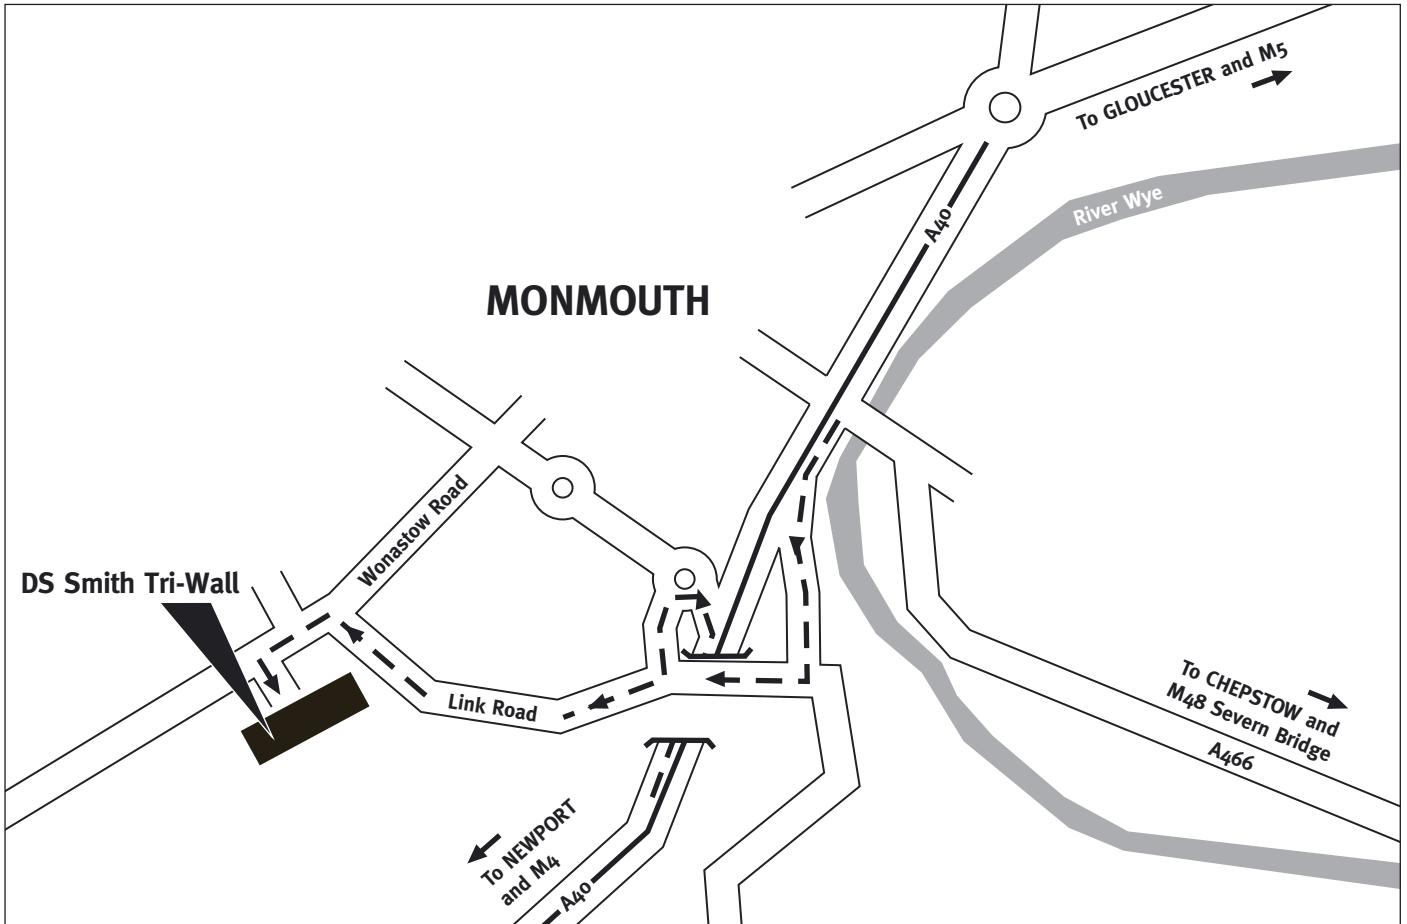 To GLOUCESTER and M5
River Wye
A40
MONMOUTH
Wonastow Road
DS Smith Tri-Wall
Link Road
To CHEPSTOW and
M48 Severn Bridge
A466
To NEWPORT
and M4
A40